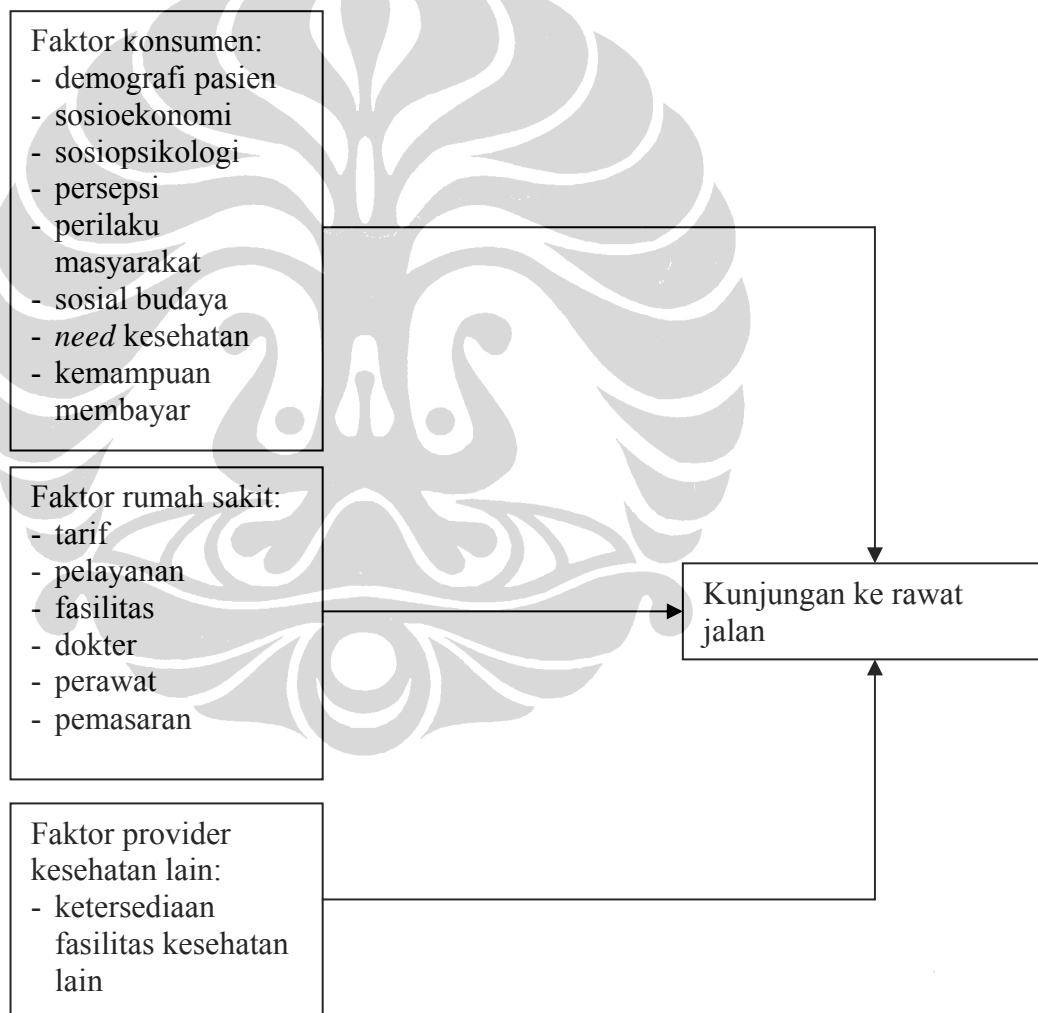 Faktor konsumen:
- demografi pasien
- sosioekonomi
- sosiopsikologi
- persepsi
- perilaku
masyarakat
- sosial budaya
- need kesehatan
- kemampuan
membayar
Faktor rumah sakit:
- tarif
- pelayanan
- fasilitas
- dokter
- perawat
- pemasaran
Kunjungan ke rawat
jalan
Faktor provider
kesehatan lain:
- ketersediaan
fasilitas kesehatan
lain